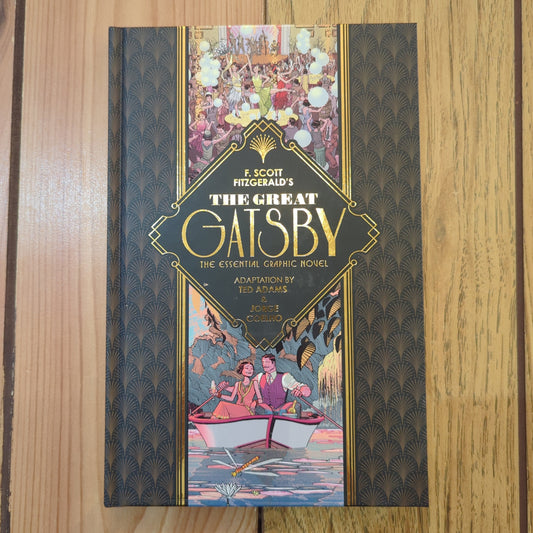 F. SCOTT
FITZGERALD'S
THE GREAT
GATSBY
THE ESSENTIAL GRAPHIC NOVEL
ADAPTATION BY
TED ADAMS
&
JORGE
COELHO